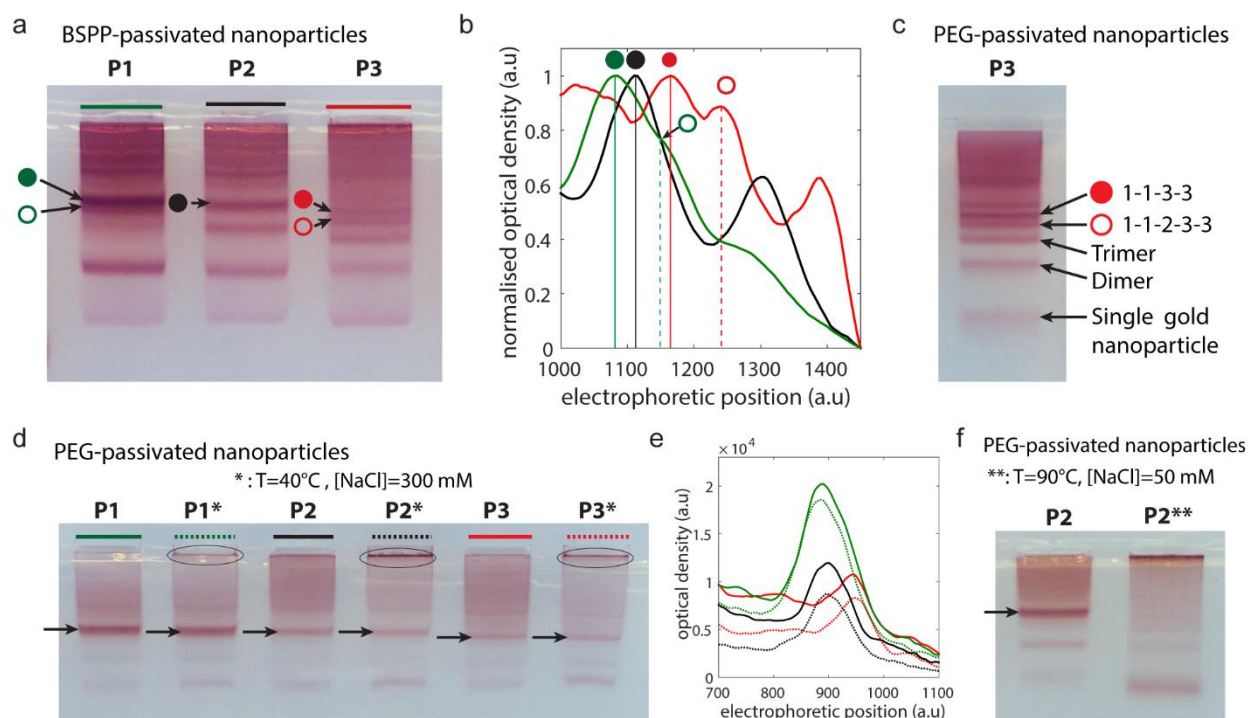 a
BSPP-passivated nanoparticles
P1
P2
P3
b
normalised optical density (a.u)
1
0.8
0.6
0.4
0.2
0
1000
1100
1200
1300
1400
electrophoretic position (a.u)
c
PEG-passivated nanoparticles
P3
1-1-3-3
1-1-2-3-3
Trimer
Dimer
Single gold
nanoparticle
d
PEG-passivated nanoparticles
* : T=40°C , [NaCl]=300 mM
P1
P1*
P2
P2*
P3
P3*
e
× 10⁴
optical density (a.u)
2
1.5
1
0.5
0
700
800
900
1000
1100
electrophoretic position (a.u)
f
PEG-passivated nanoparticles
**: T=90°C, [NaCl]=50 mM
P2
P2**